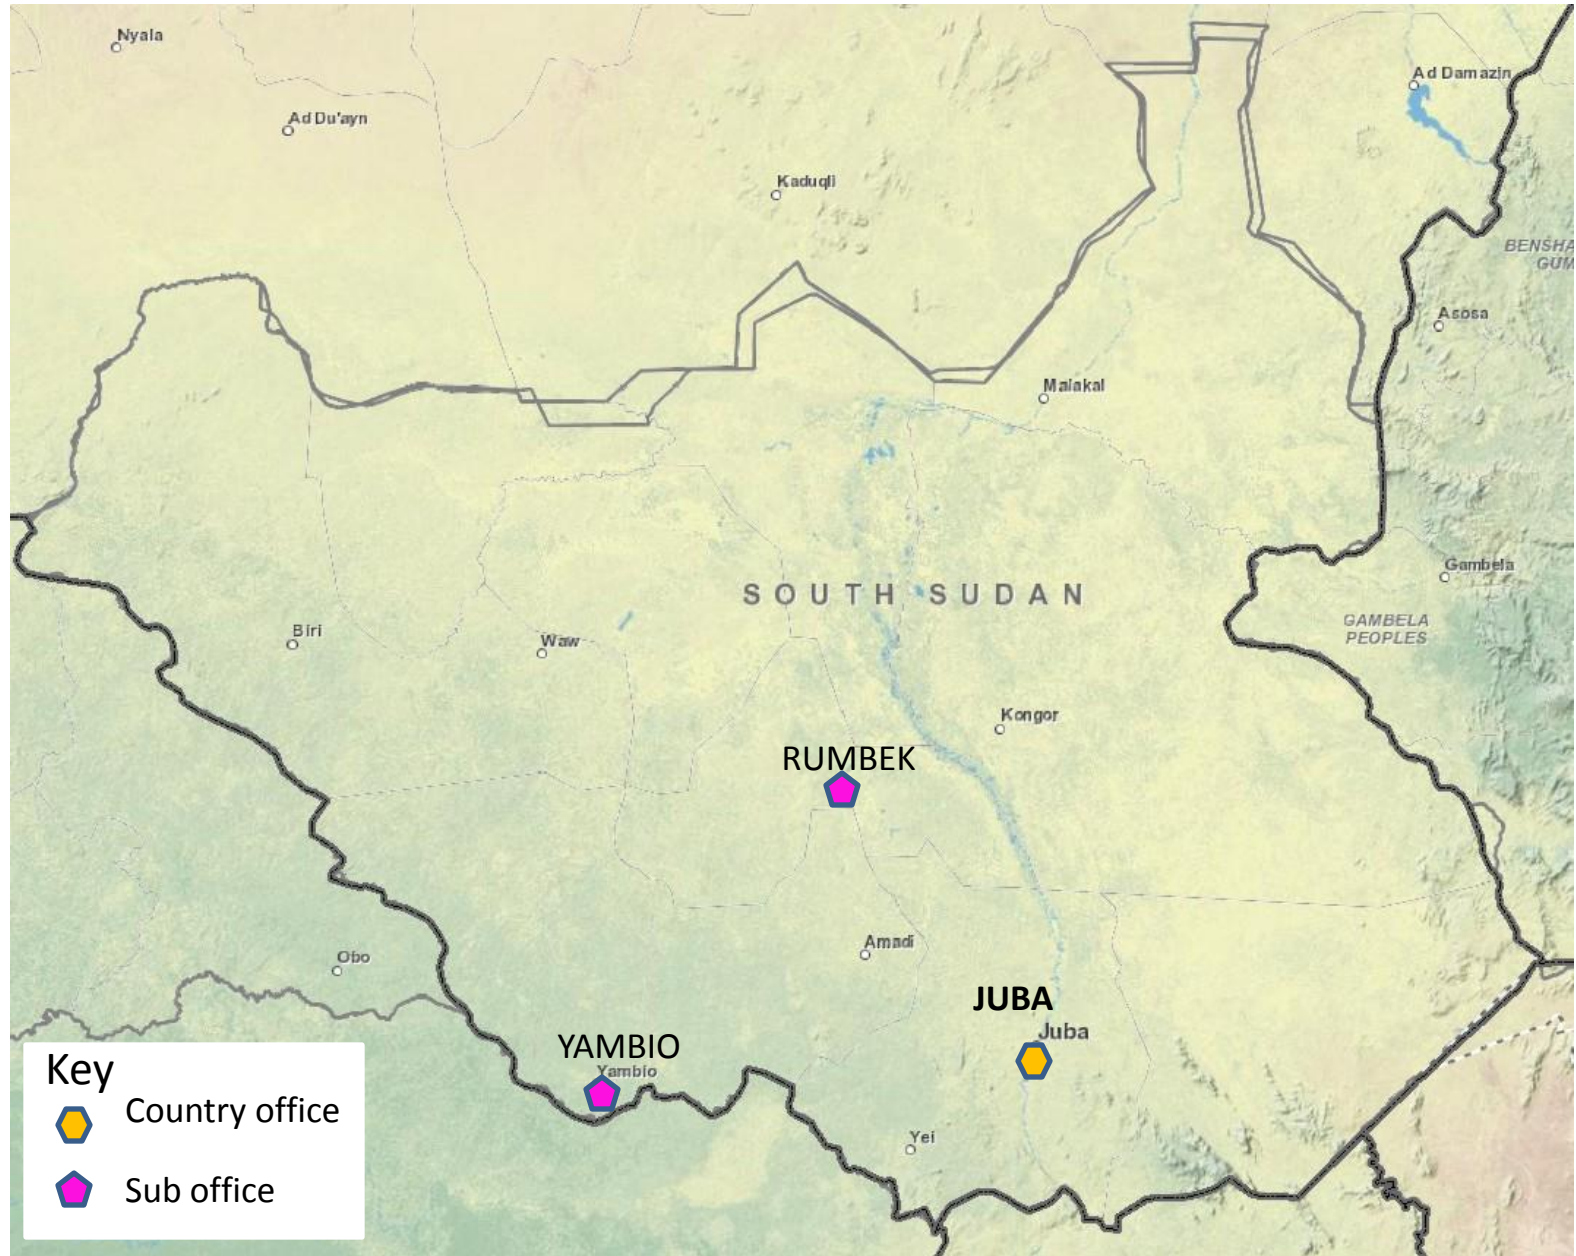 Nyala
Ad Damazin
Ad Du'ayn
Kaduqli
BENSHA
GUM
Asosa
Malakal
Gambela
SOUTH SUDAN
GAMBELA
PEOPLES
Biri
Waw
Kongor
RUMBEK
Amadi
Obo
JUBA
Juba
YAMBIO
Yambio
Yei
Key
Country office
Sub office